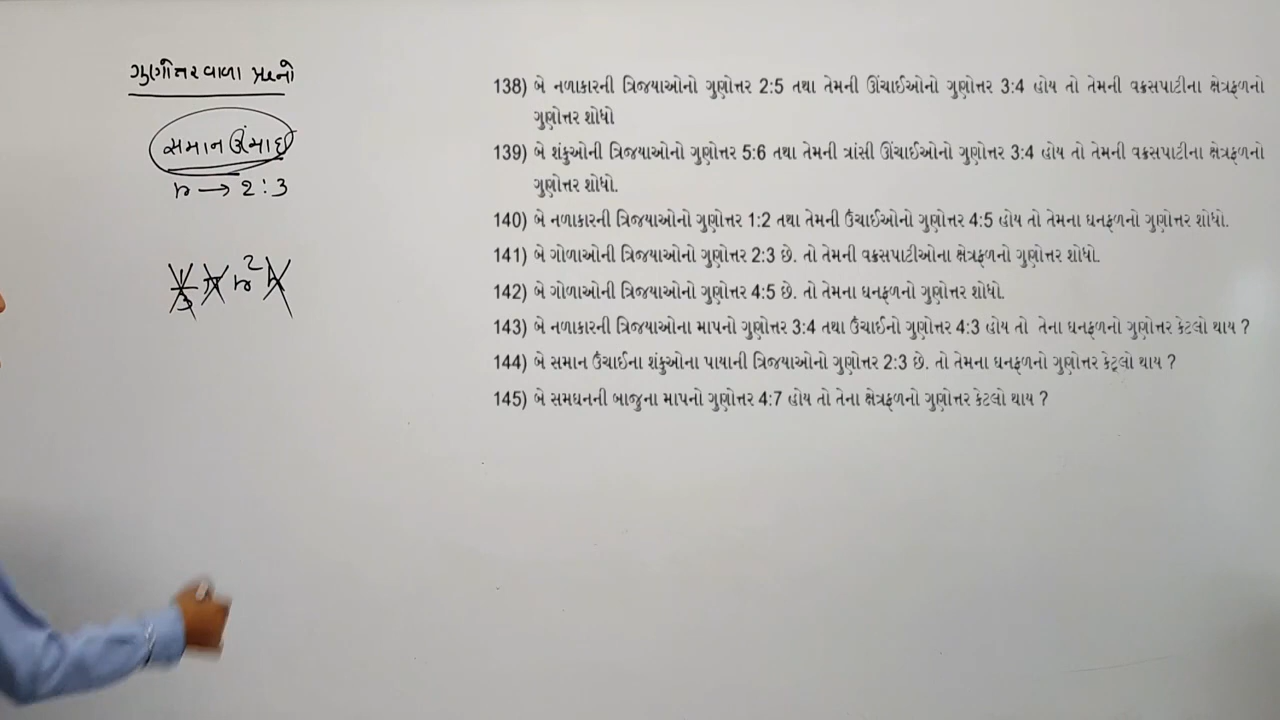 ગુણોત્તરવાળા પ્રશ્નો
સમાન ઊંચાઈ
r → 2 : 3
1/3 π r² h
138) બે નળાકારની ત્રિજ્યાઓનો ગુણોત્તર 2:5 તથા તેમની ઊંચાઈઓનો ગુણોત્તર 3:4 હોય તો તેમની વક્રસપાટીના ક્ષેત્રફળનો
ગુણોત્તર શોધો
139) બે શંકુઓની ત્રિજ્યાઓનો ગુણોત્તર 5:6 તથા તેમની ત્રાંસી ઊંચાઈઓનો ગુણોત્તર 3:4 હોય તો તેમની વક્રસપાટીના ક્ષેત્રફળનો
ગુણોત્તર શોધો.
140) બે નળાકારની ત્રિજ્યાઓનો ગુણોત્તર 1:2 તથા તેમની ઉંચાઈઓનો ગુણોત્તર 4:5 હોય તો તેમના ઘનફળનો ગુણોત્તર શોધો.
141) બે ગોળાઓની ત્રિજ્યાઓનો ગુણોત્તર 2:3 છે. તો તેમની વક્રસપાટીઓના ક્ષેત્રફળનો ગુણોત્તર શોધો.
142) બે ગોળાઓની ત્રિજ્યાઓનો ગુણોત્તર 4:5 છે. તો તેમના ઘનફળનો ગુણોત્તર શોધો.
143) બે નળાકારની ત્રિજ્યાઓના માપનો ગુણોત્તર 3:4 તથા ઉંચાઈનો ગુણોત્તર 4:3 હોય તો તેના ઘનફળનો ગુણોત્તર કેટલો થાય ?
144) બે સમાન ઉંચાઈના શંકુઓના પાયાની ત્રિજ્યાઓનો ગુણોત્તર 2:3 છે. તો તેમના ઘનફળનો ગુણોત્તર કેટલો થાય ?
145) બે સમઘનની બાજુના માપનો ગુણોત્તર 4:7 હોય તો તેના ક્ષેત્રફળનો ગુણોત્તર કેટલો થાય ?